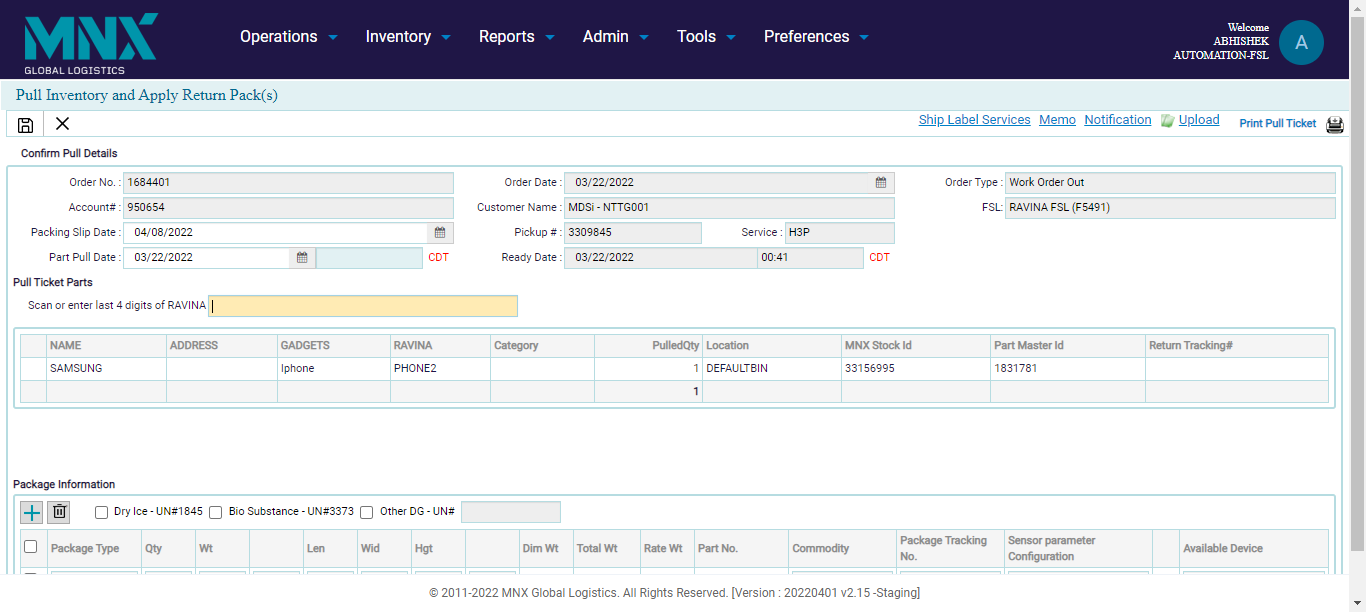 MNX
GLOBAL LOGISTICS
Operations Inventory Reports Admin Tools Preferences
Welcome
ABHISHEK
AUTOMATION-FSL
A
Pull Inventory and Apply Return Pack(s)
Ship Label Services Memo Notification Upload Print Pull Ticket
Confirm Pull Details
Order No. : 1684401 Order Date : 03/22/2022 Order Type : Work Order Out
Account# : 950654 Customer Name : MDSi - NTTG001 FSL: RAVINA FSL (F5491)
Packing Slip Date : 04/08/2022 Pickup # : 3309845 Service : H3P
Part Pull Date : 03/22/2022 CDT Ready Date : 03/22/2022 00:41 CDT
Pull Ticket Parts
Scan or enter last 4 digits of RAVINA
NAME ADDRESS GADGETS RAVINA Category PulledQty Location MNX Stock Id Part Master Id Return Tracking#
SAMSUNG Iphone PHONE2 1 DEFAULTBIN 33156995 1831781
1
Package Information
Dry Ice - UN#1845 Bio Substance - UN#3373 Other DG - UN#
Package Type Qty Wt Len Wid Hgt Dim Wt Total Wt Rate Wt Part No. Commodity Package Tracking No. Sensor parameter Configuration Available Device
© 2011-2022 MNX Global Logistics. All Rights Reserved. [Version : 20220401 v2.15 -Staging]